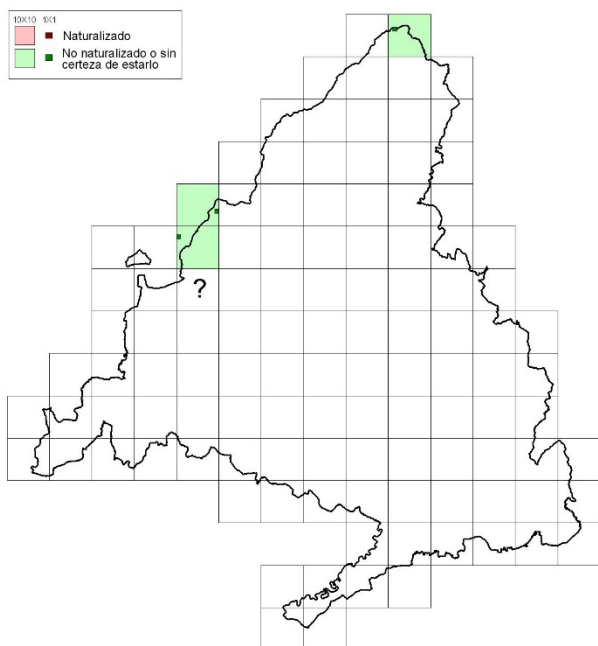 10X10 1X1
Naturalizado
No naturalizado o sin
certeza de estarlo
?